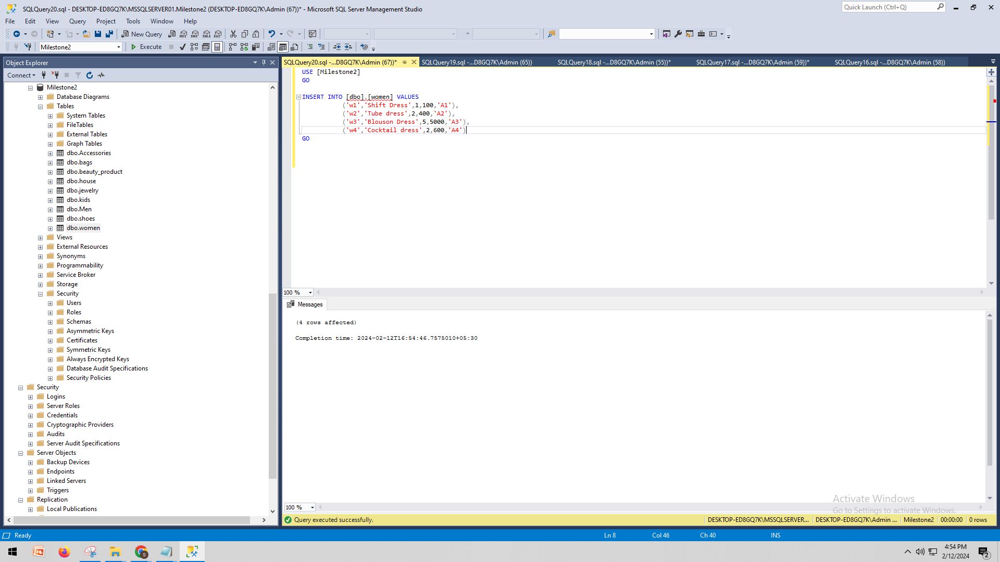 SQLQuery20.sql - DESKTOP-ED8GQ7K\MSSQLSERVER01.Milestone2 (DESKTOP-ED8GQ7K\Admin (67))* - Microsoft SQL Server Management Studio
Quick Launch (Ctrl+Q)
File Edit View Query Project Tools Window Help
New Query
MDX DMX XMLA DAX
Milestone2
Execute
Object Explorer
SQLQuery20.sql -...D8GQ7K\Admin (67))*
SQLQuery19.sql -...D8GQ7K\Admin (65))
SQLQuery18.sql -...D8GQ7K\Admin (55))*
SQLQuery17.sql -...D8GQ7K\Admin (59))*
SQLQuery16.sql -...D8GQ7K\Admin (58))
Connect
Milestone2
Database Diagrams
Tables
System Tables
FileTables
External Tables
Graph Tables
dbo.Accessories
dbo.bags
dbo.beauty_product
dbo.house
dbo.jewelry
dbo.kids
dbo.Men
dbo.shoes
dbo.women
Views
External Resources
Synonyms
Programmability
Service Broker
Storage
Security
Users
Roles
Schemas
Asymmetric Keys
Certificates
Symmetric Keys
Always Encrypted Keys
Database Audit Specifications
Security Policies
Security
Logins
Server Roles
Credentials
Cryptographic Providers
Audits
Server Audit Specifications
Server Objects
Backup Devices
Endpoints
Linked Servers
Triggers
Replication
Local Publications
USE [Milestone2]
GO
INSERT INTO [dbo].[women] VALUES
('w1','Shift Dress',1,100,'A1'),
('w2','Tube dress',2,400,'A2'),
('w3','Blouson Dress',5,5000,'A3'),
('w4','Cocktail dress',2,600,'A4')
GO
100 %
Messages
(4 rows affected)
Completion time: 2024-02-12T16:54:46.7575010+05:30
Activate Windows
Go to Settings to activate Windows.
100 %
Query executed successfully.
DESKTOP-ED8GQ7K\MSSQLSERVER... DESKTOP-ED8GQ7K\Admin ... Milestone2 00:00:00 0 rows
Ready
Ln 8 Col 46 Ch 40 INS
S
4:54 PM
2/12/2024
2